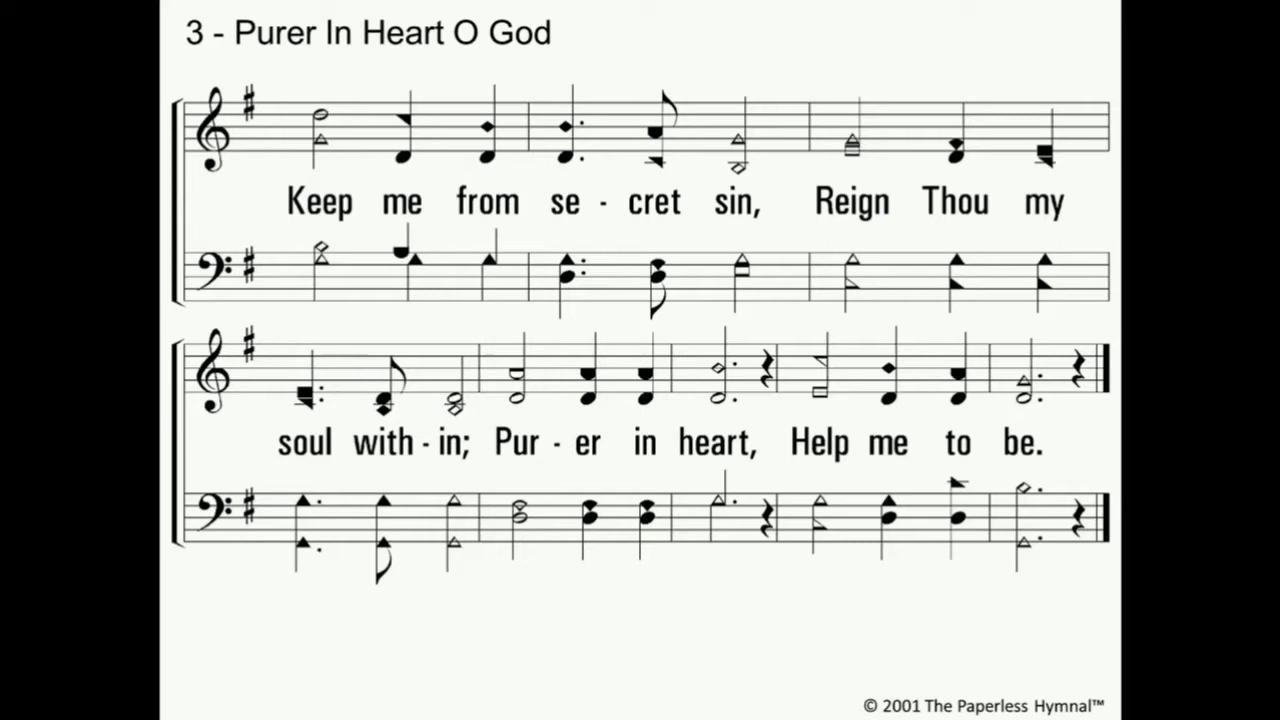 3 - Purer In Heart O God
Keep me from se - cret sin, Reign Thou my
soul with - in; Pur - er in heart, Help me to be.
© 2001 The Paperless Hymnal™